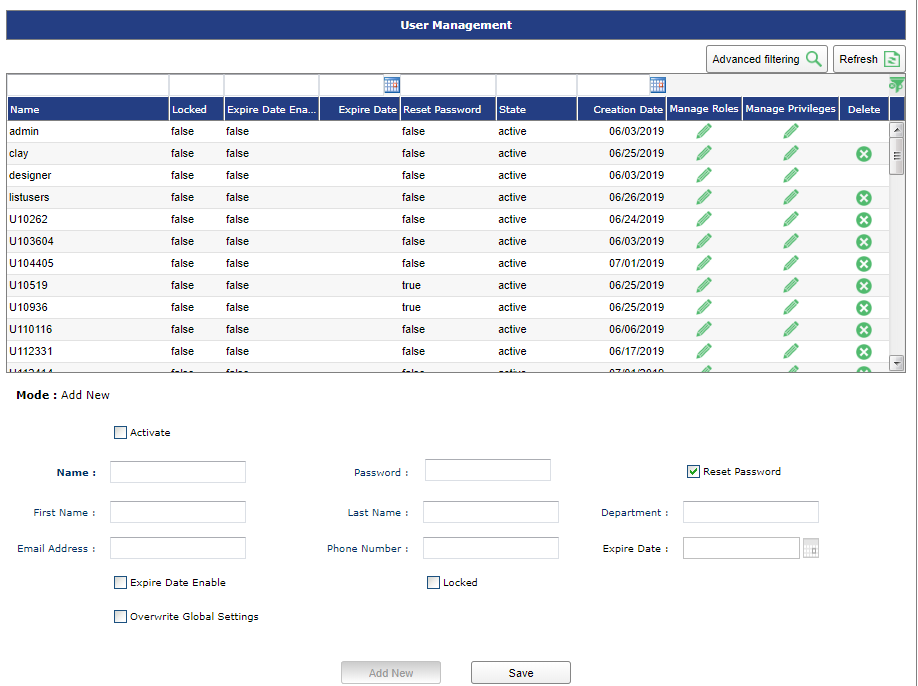 User Management
Advanced filtering Refresh
Name Locked Expire Date Ena... Expire Date Reset Password State Creation Date Manage Roles Manage Privileges Delete
admin false false false active 06/03/2019
clay false false false active 06/25/2019
designer false false false active 06/03/2019
listusers false false false active 06/26/2019
U10262 false false false active 06/24/2019
U103604 false false false active 06/03/2019
U104405 false false false active 07/01/2019
U10519 false false true active 06/25/2019
U10936 false false true active 06/25/2019
U110116 false false false active 06/06/2019
U112331 false false false active 06/17/2019
false false false active 07/01/2019
Mode : Add New
Activate
Name : Password : Reset Password
First Name : Last Name : Department :
Email Address : Phone Number : Expire Date :
Expire Date Enable Locked
Overwrite Global Settings
Add New Save